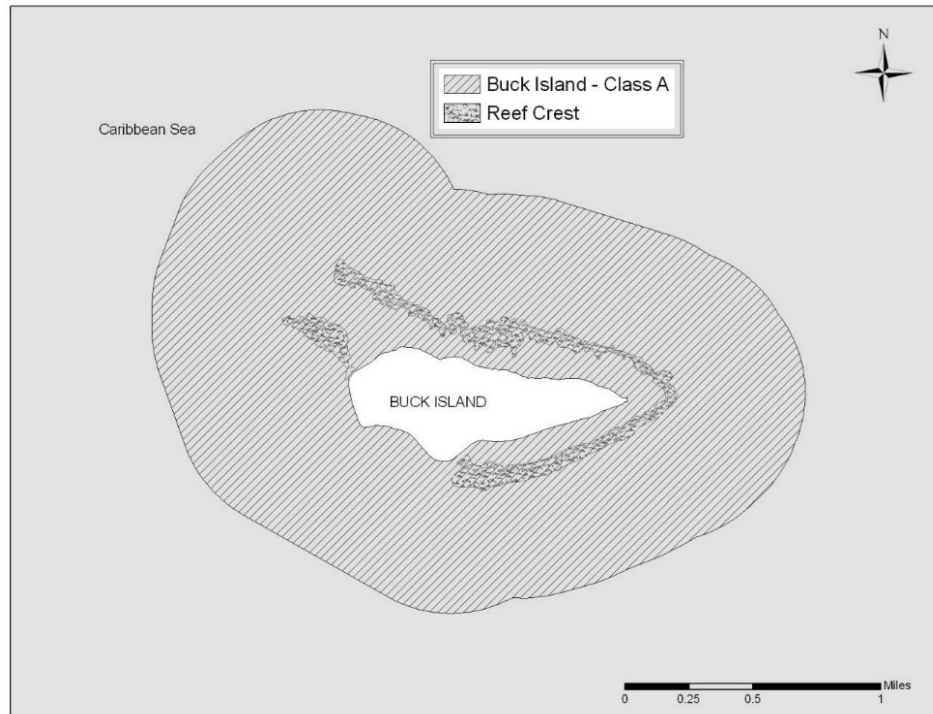 N
Buck Island - Class A
Reef Crest
Caribbean Sea
BUCK ISLAND
Miles
0 0.25 0.5 1